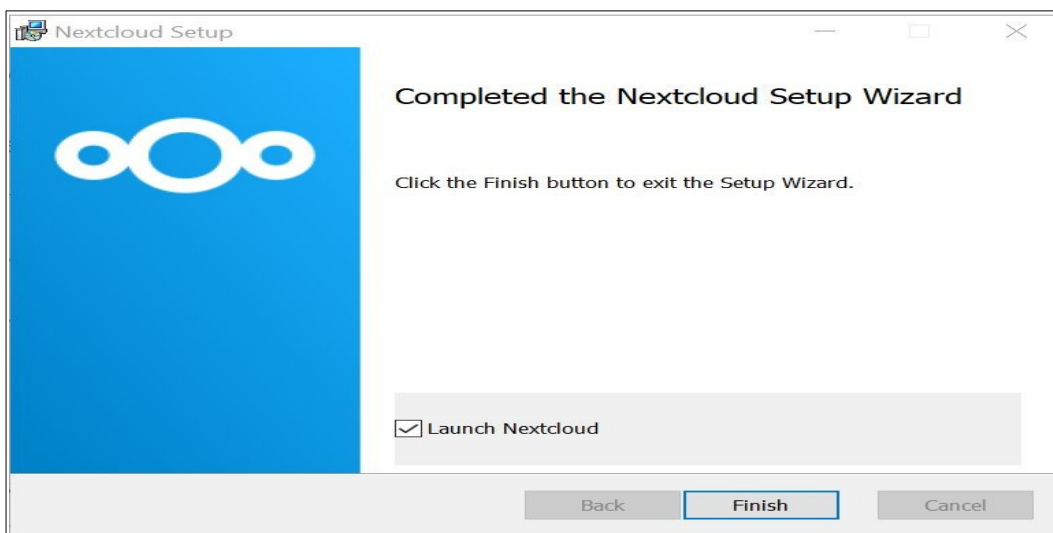 Nextcloud Setup
Completed the Nextcloud Setup Wizard
Click the Finish button to exit the Setup Wizard.
Launch Nextcloud
Back Finish Cancel